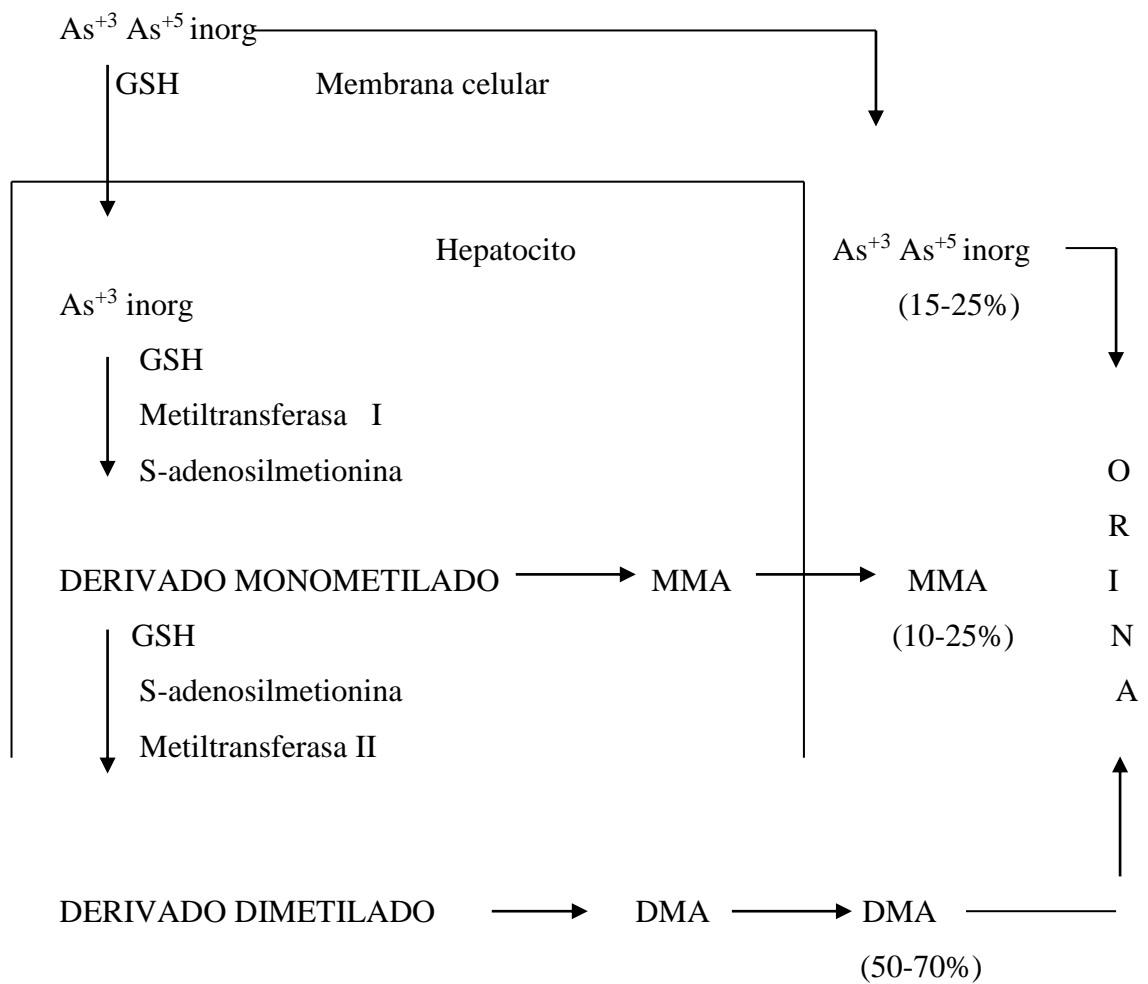 As+3 As+5 inorg
GSH Membrana celular
Hepatocito As+3 As+5 inorg
As+3 inorg (15-25%)
GSH
Metiltransferasa I
S-adenosilmetionina O
R
DERIVADO MONOMETILADO MMA MMA I
GSH (10-25%) N
S-adenosilmetionina A
Metiltransferasa II
DERIVADO DIMETILADO DMA DMA
(50-70%)